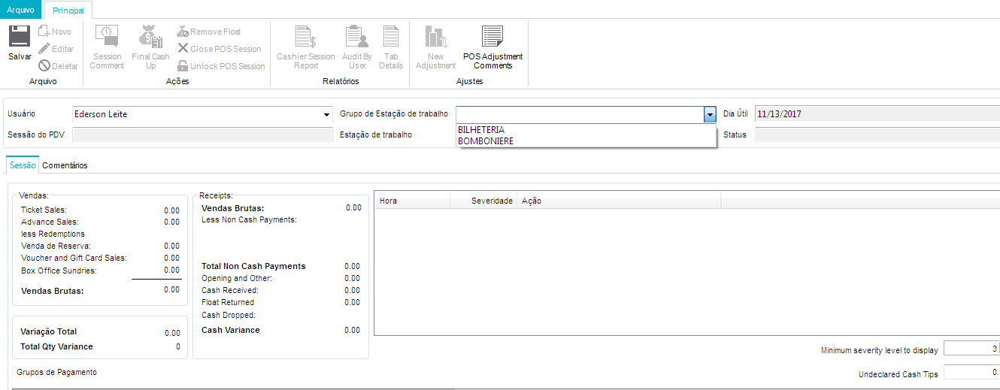 Arquivo Principal
Salvar Novo Editar Deletar
Session Comment Final Cash Up Remove Float Close POS Session Unlock POS Session
Cashier Session Report Audit By User Tab Details
New Adjustment POS Adjustment Comments
Arquivo Ações Relatórios Ajustes
Usuário Ederson Leite Grupo de Estação de trabalho Dia Útil 11/13/2017
BILHETERIA
Sessão do PDV Estação de trabalho BOMBONIERE Status
Sessão Comentários
Vendas:
Ticket Sales: 0.00
Advance Sales: 0.00
less Redemptions
Venda de Reserva: 0.00
Voucher and Gift Card Sales: 0.00
Box Office Sundries: 0.00
Vendas Brutas: 0.00
Variação Total 0.00
Total Qty Variance 0
Receipts:
Vendas Brutas: 0.00
Less Non Cash Payments:
Total Non Cash Payments 0.00
Opening and Other: 0.00
Cash Received: 0.00
Float Returned 0.00
Cash Dropped:
Cash Variance 0.00
Hora Severidade Ação
Minimum severity level to display 3
Undeclared Cash Tips 0.
Grupos de Pagamento